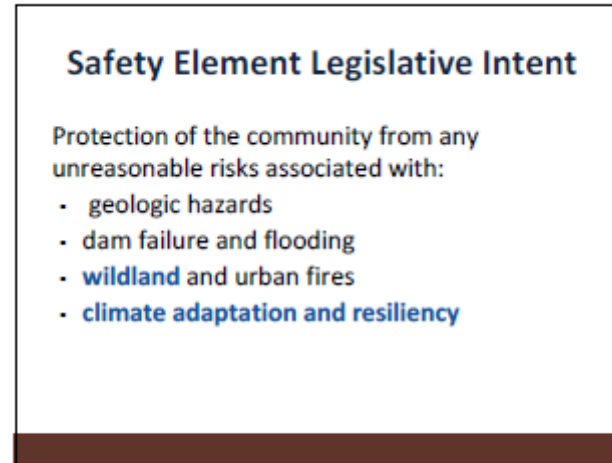 Safety Element Legislative Intent
Protection of the community from any
unreasonable risks associated with:
• geologic hazards
• dam failure and flooding
• wildland and urban fires
• climate adaptation and resiliency